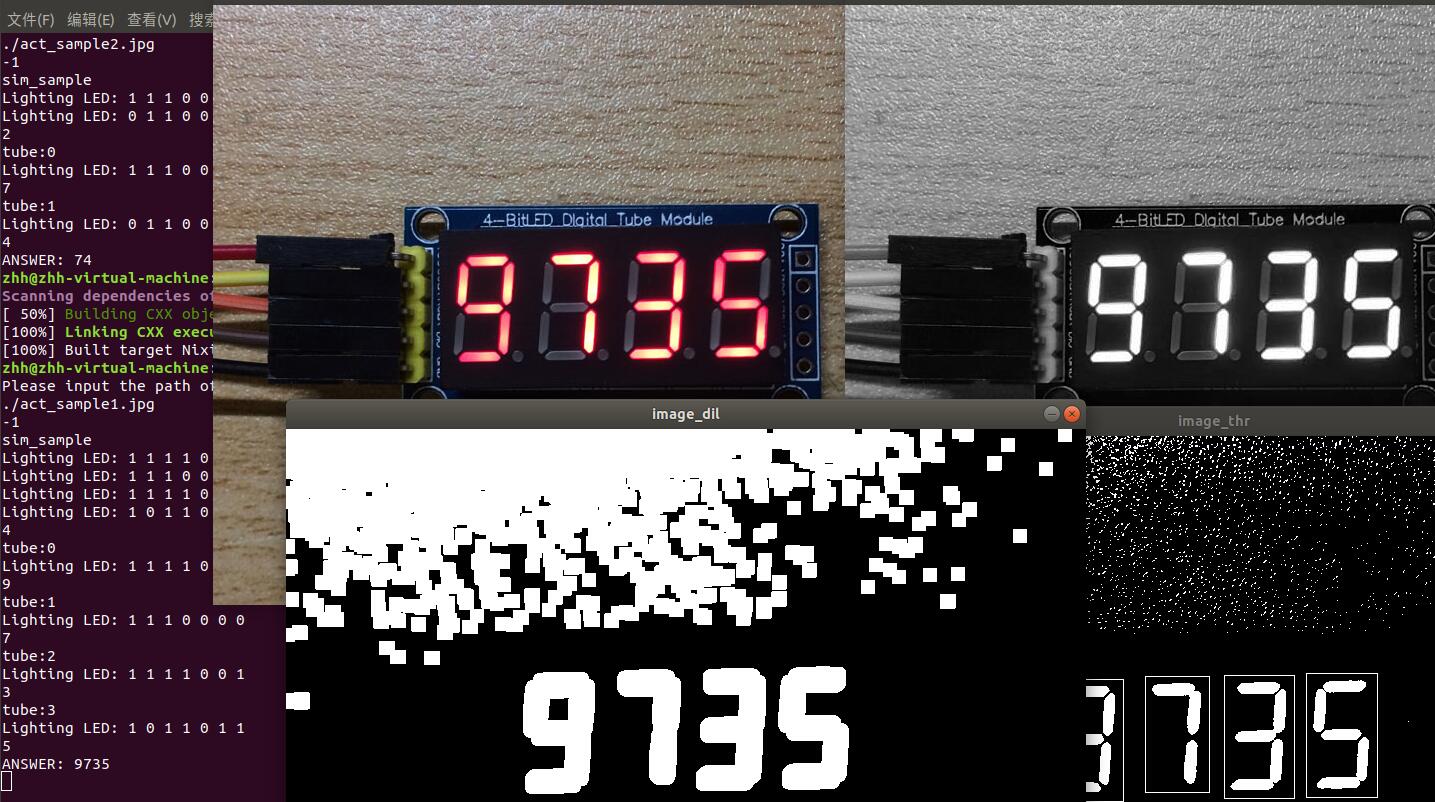 文件(F) 编辑(E) 查看(V) 搜索
./act_sample2.jpg
-1
sim_sample
Lighting LED: 1 1 1 0 0
Lighting LED: 0 1 1 0 0
2
tube:0
Lighting LED: 1 1 1 0 0
7
tube:1
Lighting LED: 0 1 1 0 0
4
ANSWER: 74
zhh@zhh-virtual-machine:
Scanning dependencies of
[ 50%] Building CXX obje
[100%] Linking CXX execu
[100%] Built target Nixi
zhh@zhh-virtual-machine:
Please input the path of
./act_sample1.jpg
-1
sim_sample
Lighting LED: 1 1 1 1 0
Lighting LED: 1 1 1 0 0
Lighting LED: 1 1 1 1 0
Lighting LED: 1 0 1 1 0
4
tube:0
Lighting LED: 1 1 1 1 0
9
tube:1
Lighting LED: 1 1 1 0 0 0 0
7
tube:2
Lighting LED: 1 1 1 1 0 0 1
3
tube:3
Lighting LED: 1 0 1 1 0 1 1
5
ANSWER: 9735
4--BitLED DIgital Tube Module
9735
4--BitLED DIgital Tube Module
9735
image_dil
9735
image_thr
735